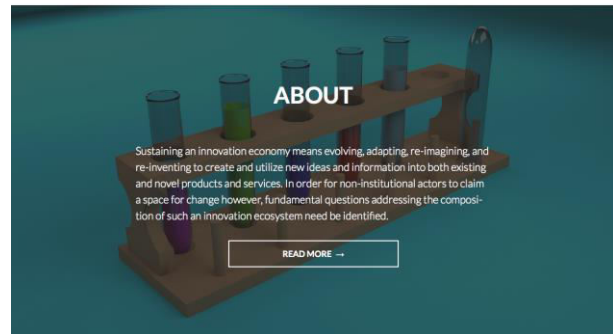 ABOUT
Sustaining an innovation economy means evolving, adapting, re-imagining, and
re-inventing to create and utilize new ideas and information into both existing
and novel products and services. In order for non-institutional actors to claim
a space for change however, fundamental questions addressing the composi-
tion of such an innovation ecosystem need be identified.
READ MORE →